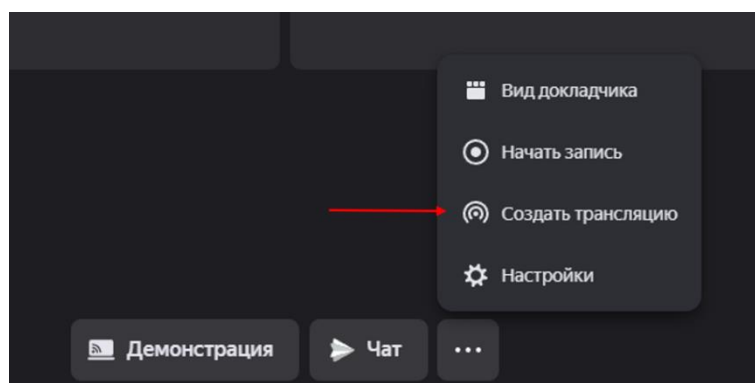 Вид докладчика
Начать запись
Создать трансляцию
Настройки
Демонстрация
Чат